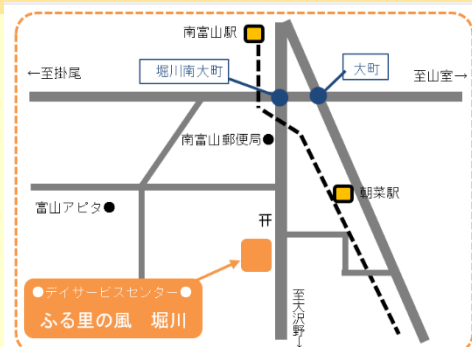 南富山駅
←至掛尾
堀川南大町
大町
至山室→
南富山郵便局●
富山アピタ●
朝菜駅
至大沢野→
●デイサービスセンター●
ふる里の風 堀川